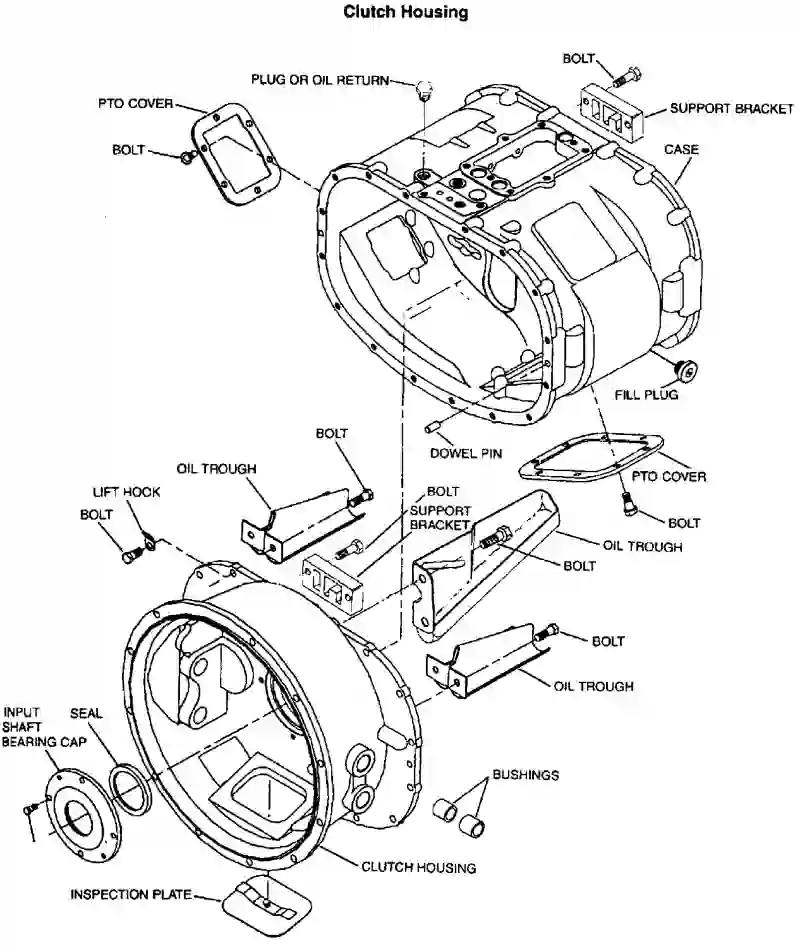 Clutch Housing
BOLT
PLUG OR OIL RETURN
PTO COVER
SUPPORT BRACKET
BOLT
CASE
FILL PLUG
DOWEL PIN
BOLT
OIL TROUGH
PTO COVER
LIFT HOOK
BOLT
BOLT
SUPPORT
BRACKET
BOLT
OIL TROUGH
BOLT
BOLT
OIL TROUGH
INPUT
SHAFT
BEARING CAP
SEAL
BUSHINGS
CLUTCH HOUSING
INSPECTION PLATE